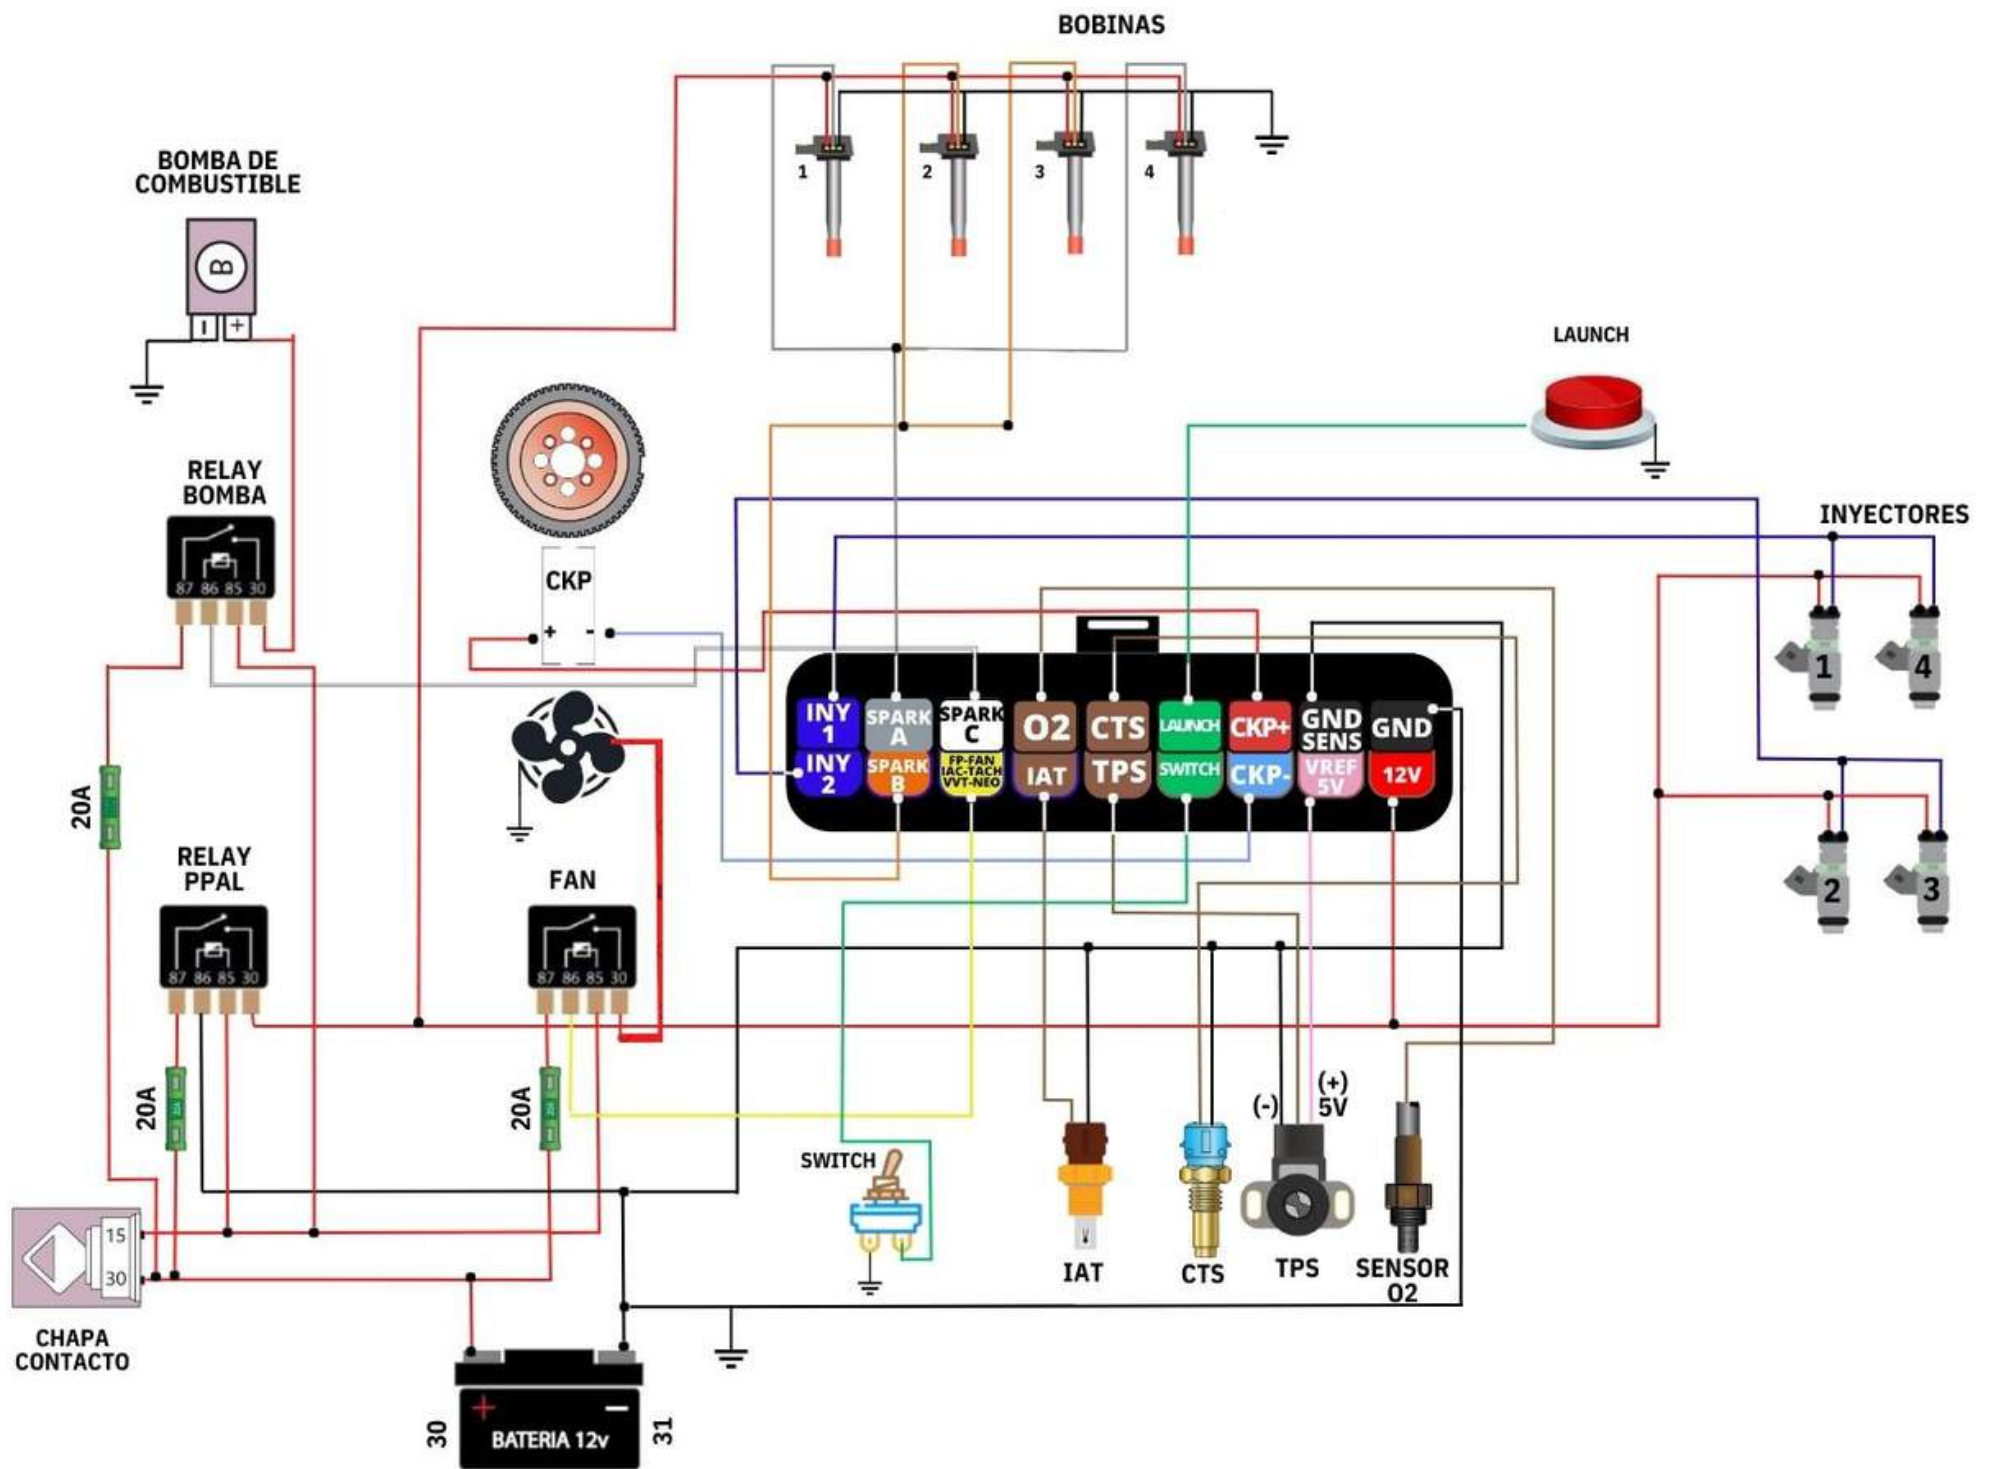 BOBINAS
1
2
3
4
BOMBA DE
COMBUSTIBLE
B
- +
LAUNCH
RELAY
BOMBA
87 86 85 30
CKP
+ -
INYECTORES
1
4
2
3
INY
1
SPARK
A
SPARK
C
O2
CTS
LAUNCH
CKP+
GND
SENS
GND
INY
2
SPARK
B
FP-FAN
IAC-TACH
VVT-NEO
IAT
TPS
SWITCH
CKP-
VREF
5V
12V
20A
RELAY
PPAL
87 86 85 30
FAN
87 86 85 30
20A
20A
(-)
(+)
5V
SWITCH
IAT
CTS
TPS
SENSOR
O2
15
30
CHAPA
CONTACTO
+ -
BATERIA 12v
30
31